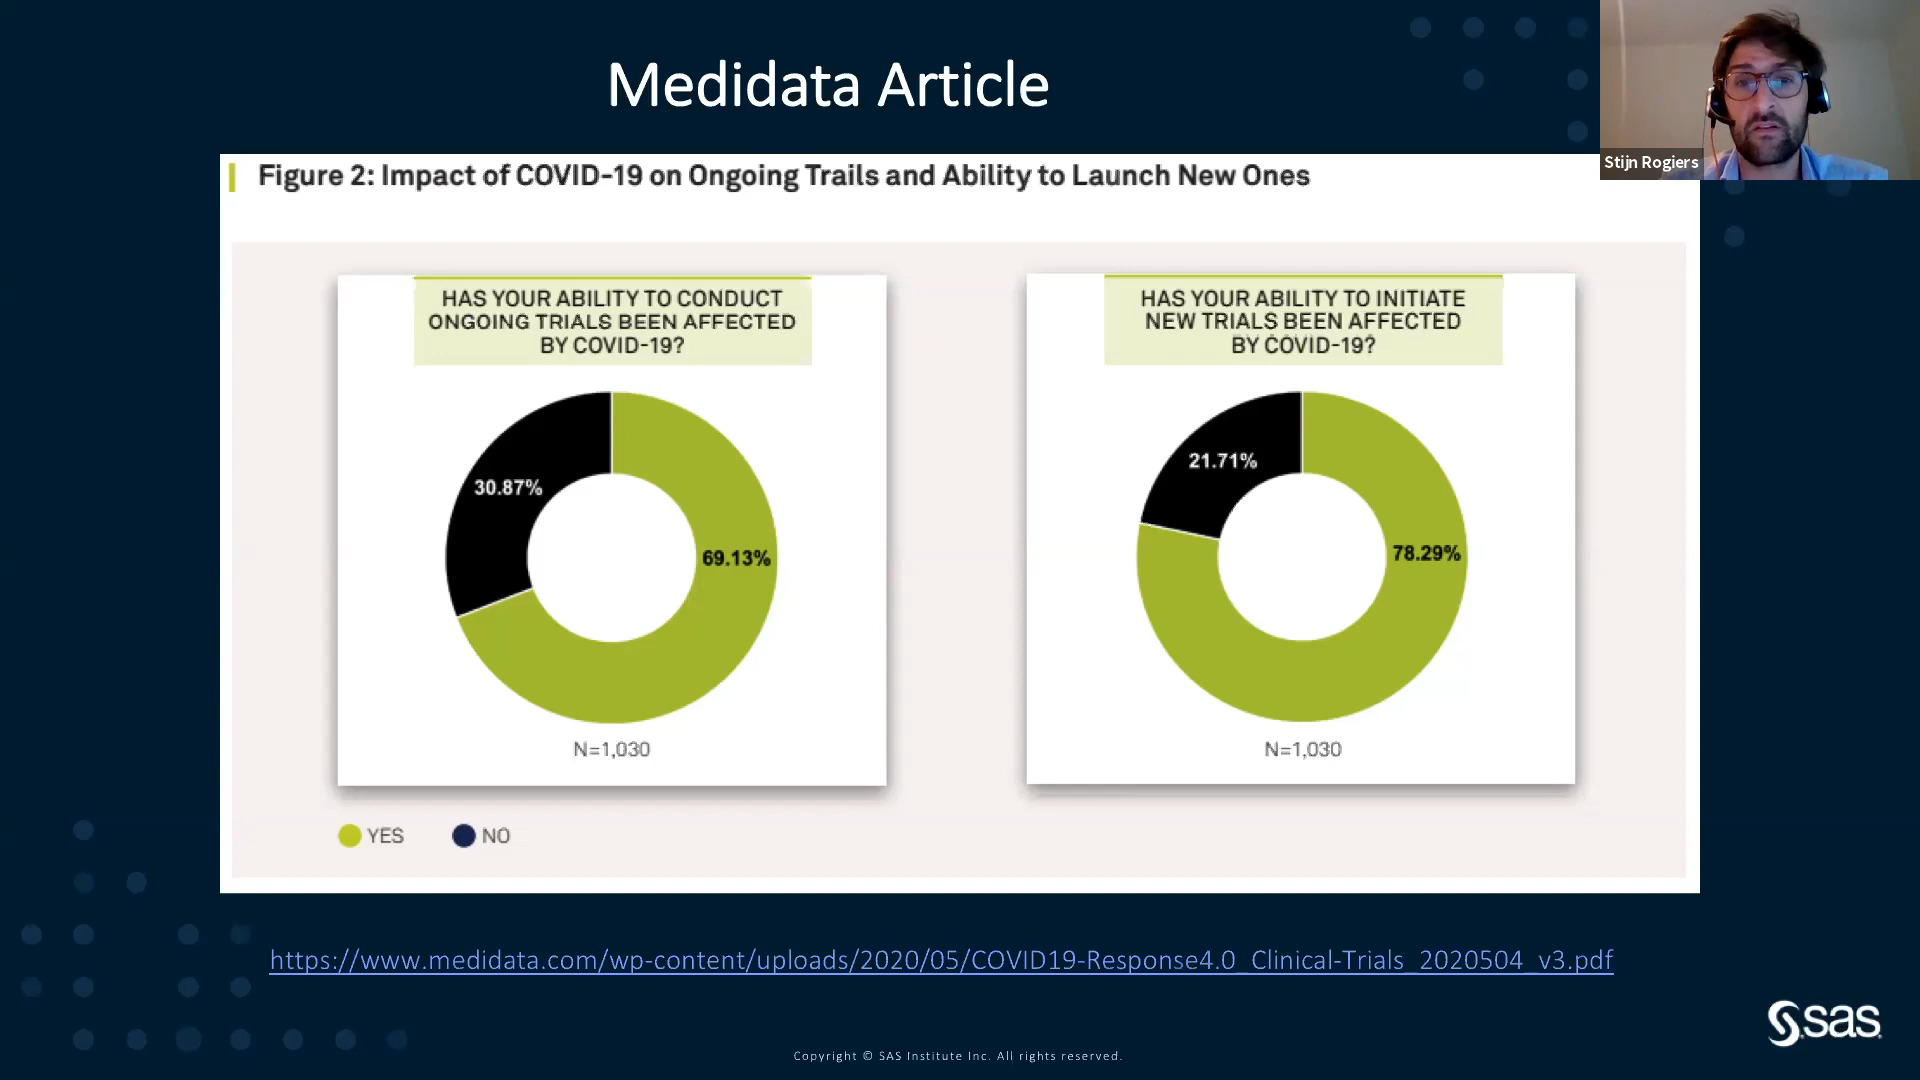 Medidata Article
Stijn Rogiers
Figure 2: Impact of COVID-19 on Ongoing Trails and Ability to Launch New Ones
HAS YOUR ABILITY TO CONDUCT
ONGOING TRIALS BEEN AFFECTED
BY COVID-19?
30.87%
69.13%
N=1,030
HAS YOUR ABILITY TO INITIATE
NEW TRIALS BEEN AFFECTED
BY COVID-19?
21.71%
78.29%
N=1,030
YES
NO
https://www.medidata.com/wp-content/uploads/2020/05/COVID19-Response4.0_Clinical-Trials_2020504_v3.pdf
sas
Copyright © SAS Institute Inc. All rights reserved.